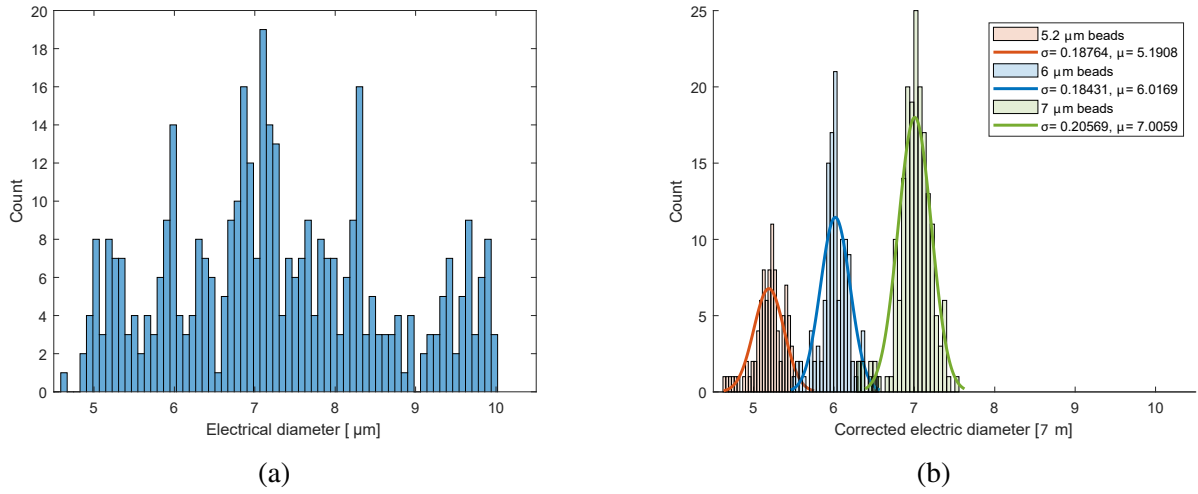 20
18
16
14
12
10
8
6
4
2
0
Count
5
6
7
8
9
10
Electrical diameter [ µm]
(a)
25
20
15
10
5
0
Count
5.2 µm beads
σ= 0.18764, µ= 5.1908
6 µm beads
σ= 0.18431, µ= 6.0169
7 µm beads
σ= 0.20569, µ= 7.0059
5
6
7
8
9
10
Corrected electric diameter [7 m]
(b)